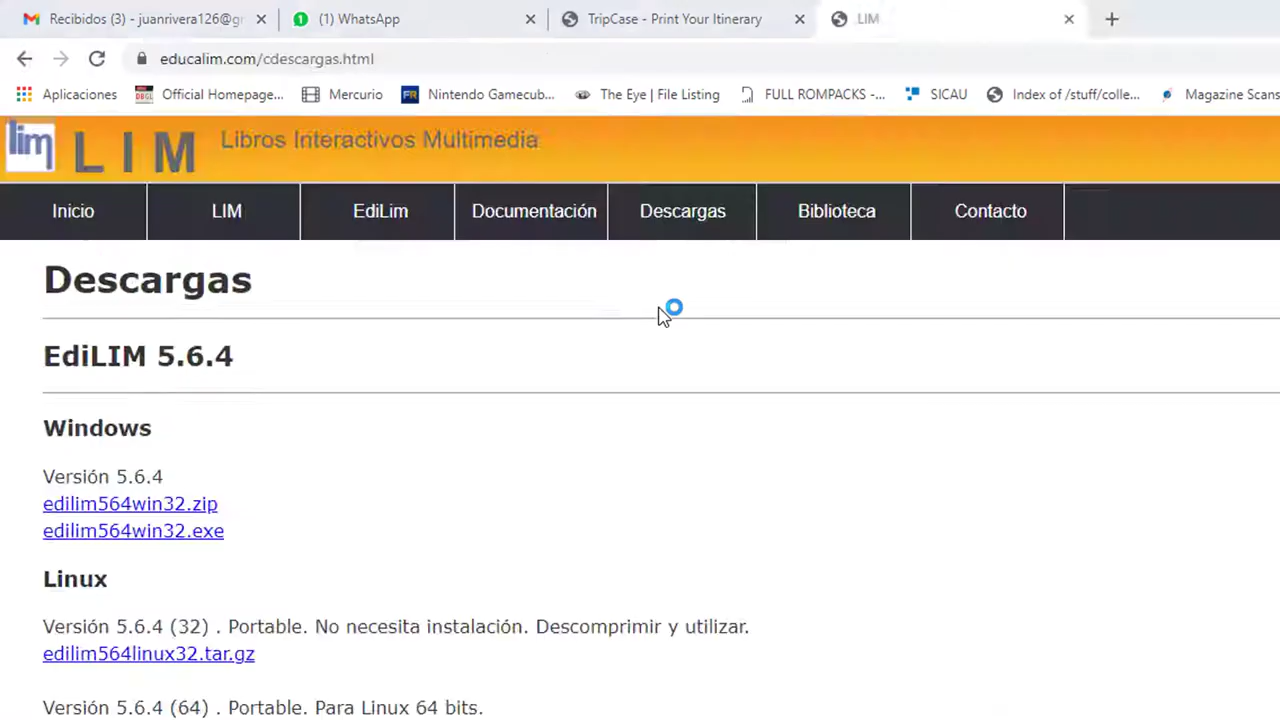 Recibidos (3) - juanrivera126@gr
(1) WhatsApp
TripCase - Print Your Itinerary
LIM
educalim.com/cdescargas.html
Aplicaciones
Official Homepage...
Mercurio
Nintendo Gamecub...
The Eye | File Listing
FULL ROMPACKS -...
SICAU
Index of /stuff/colle...
Magazine Scans
lim LIM Libros Interactivos Multimedia
Inicio
LIM
EdiLim
Documentación
Descargas
Biblioteca
Contacto
Descargas
EdiLIM 5.6.4
Windows
Versión 5.6.4
edilim564win32.zip
edilim564win32.exe
Linux
Versión 5.6.4 (32) . Portable. No necesita instalación. Descomprimir y utilizar.
edilim564linux32.tar.gz
Versión 5.6.4 (64) . Portable. Para Linux 64 bits.